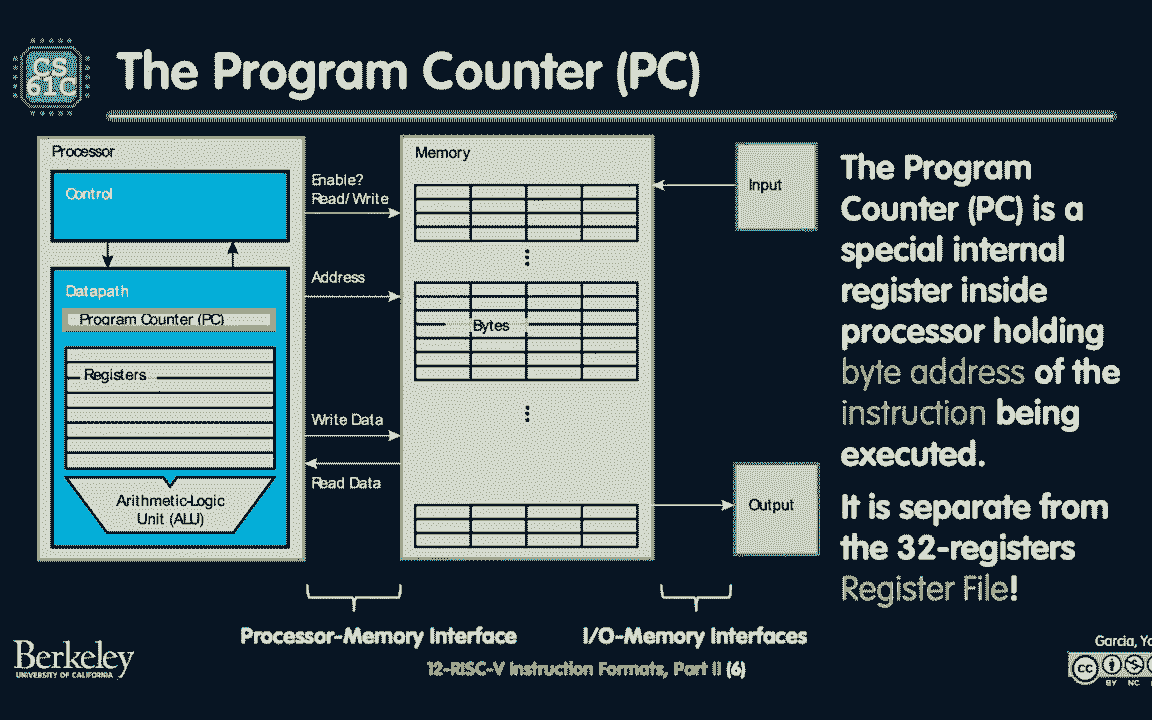 CS
61C
The Program Counter (PC)
Processor
Control
Datapath
Program Counter (PC)
Registers
Arithmetic-Logic
Unit (ALU)
Enable?
Read/Write
Address
Write Data
Read Data
Memory
Bytes
Input
Output
Processor-Memory Interface
I/O-Memory Interfaces
The Program
Counter (PC) is a
special internal
register inside
processor holding
byte address of the
instruction being
executed.
It is separate from
the 32-registers
Register File!
Berkeley
UNIVERSITY OF CALIFORNIA
12-RISC-V Instruction Formats, Part II (6)
Garcia,
cc
BY NC